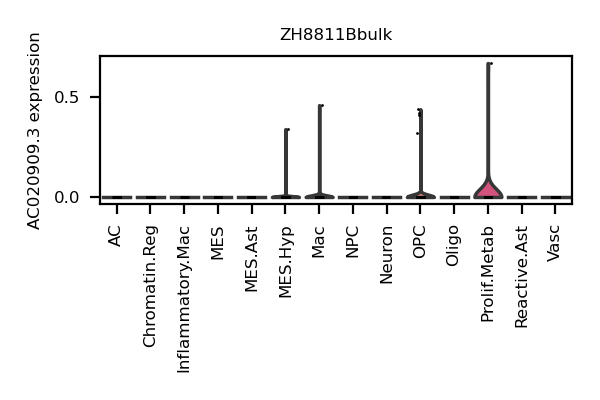 ZH8811Bbulk
AC020909.3 expression
0.5
0.0
AC
Chromatin.Reg
Inflammatory.Mac
MES
MES.Ast
MES.Hyp
Mac
NPC
Neuron
OPC
Oligo
Prolif.Metab
Reactive.Ast
Vasc